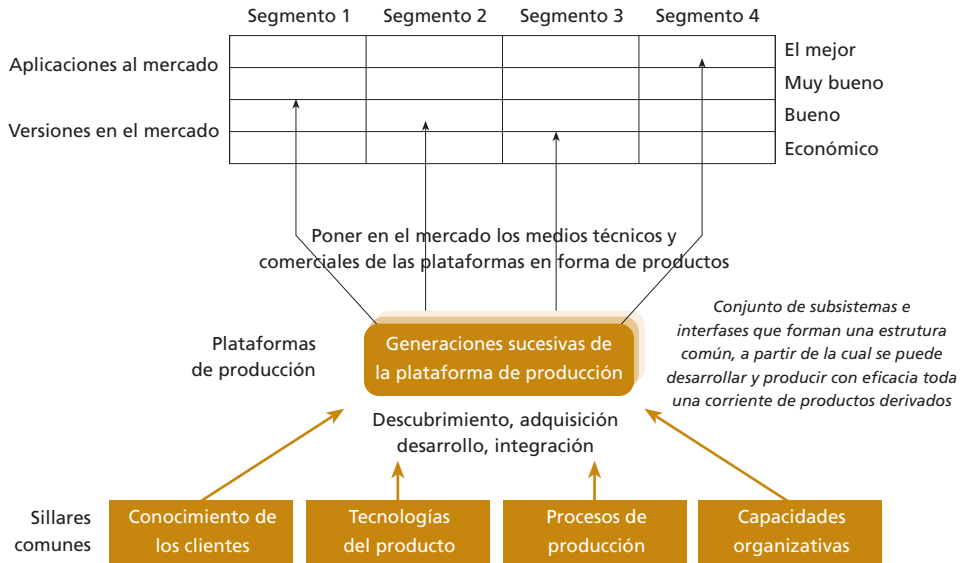 Segmento 1 Segmento 2 Segmento 3 Segmento 4
Aplicaciones al mercado
El mejor
Muy bueno
Versiones en el mercado
Bueno
Económico
Poner en el mercado los medios técnicos y
comerciales de las plataformas en forma de productos
Plataformas
de producción
Generaciones sucesivas de
la plataforma de producción
Conjunto de subsistemas e
interfases que forman una estrutura
común, a partir de la cual se puede
desarrollar y producir con eficacia toda
una corriente de productos derivados
Descubrimiento, adquisición
desarrollo, integración
Sillares
comunes
Conocimiento de
los clientes
Tecnologías
del producto
Procesos de
producción
Capacidades
organizativas